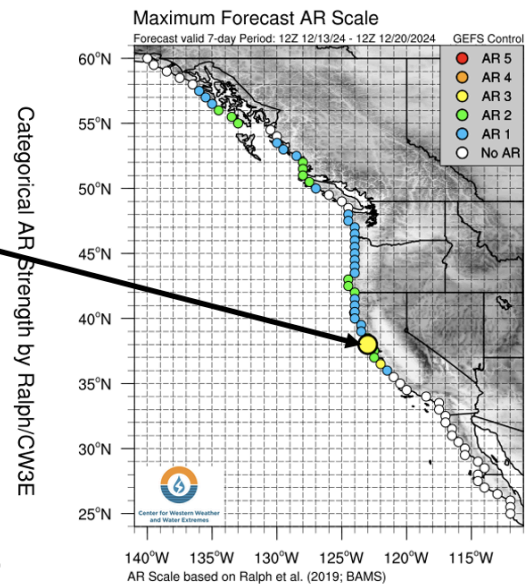 Maximum Forecast AR Scale
Forecast valid 7-day Period: 12Z 12/13/24 - 12Z 12/20/2024 GEFS Control
AR 5
AR 4
AR 3
AR 2
AR 1
No AR
Categorical AR Strength by Ralph/CW3E
60°N
55°N
50°N
45°N
40°N
35°N
30°N
25°N
Center for Western Weather
and Water Extremes
140°W 135°W 130°W 125°W 120°W 115°W
AR Scale based on Ralph et al. (2019; BAMS)